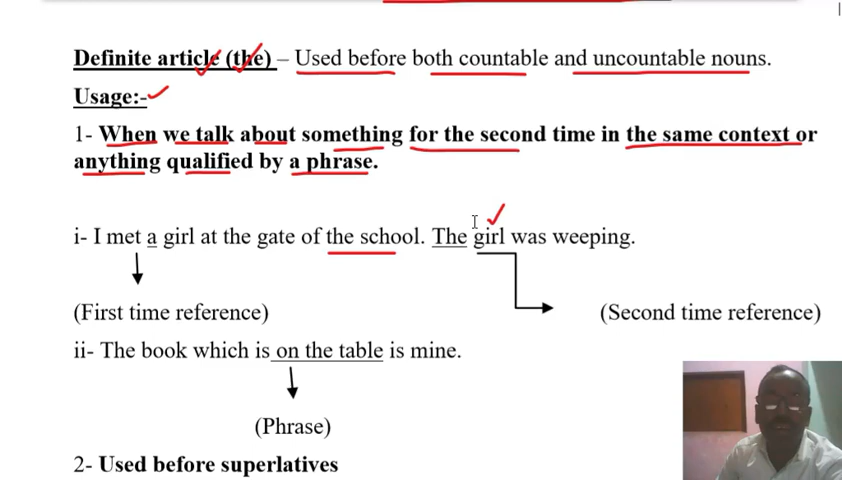 Definite article (the) – Used before both countable and uncountable nouns.
Usage:-
1- When we talk about something for the second time in the same context or
anything qualified by a phrase.
i- I met a girl at the gate of the school. The girl was weeping.
(First time reference) (Second time reference)
ii- The book which is on the table is mine.
(Phrase)
2- Used before superlatives